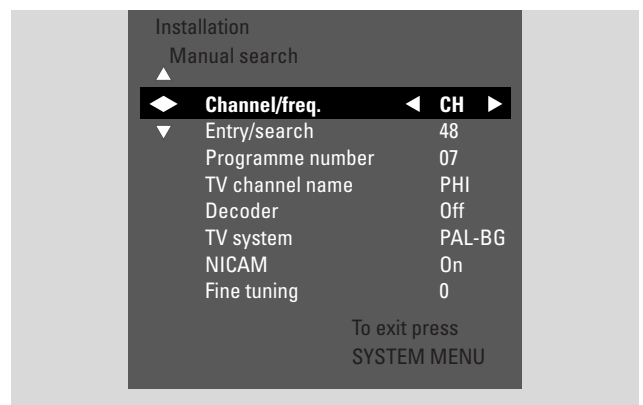 Installation
Manual search
Channel/freq. CH
Entry/search 48
Programme number 07
TV channel name PHI
Decoder Off
TV system PAL-BG
NICAM On
Fine tuning 0
To exit press
SYSTEM MENU